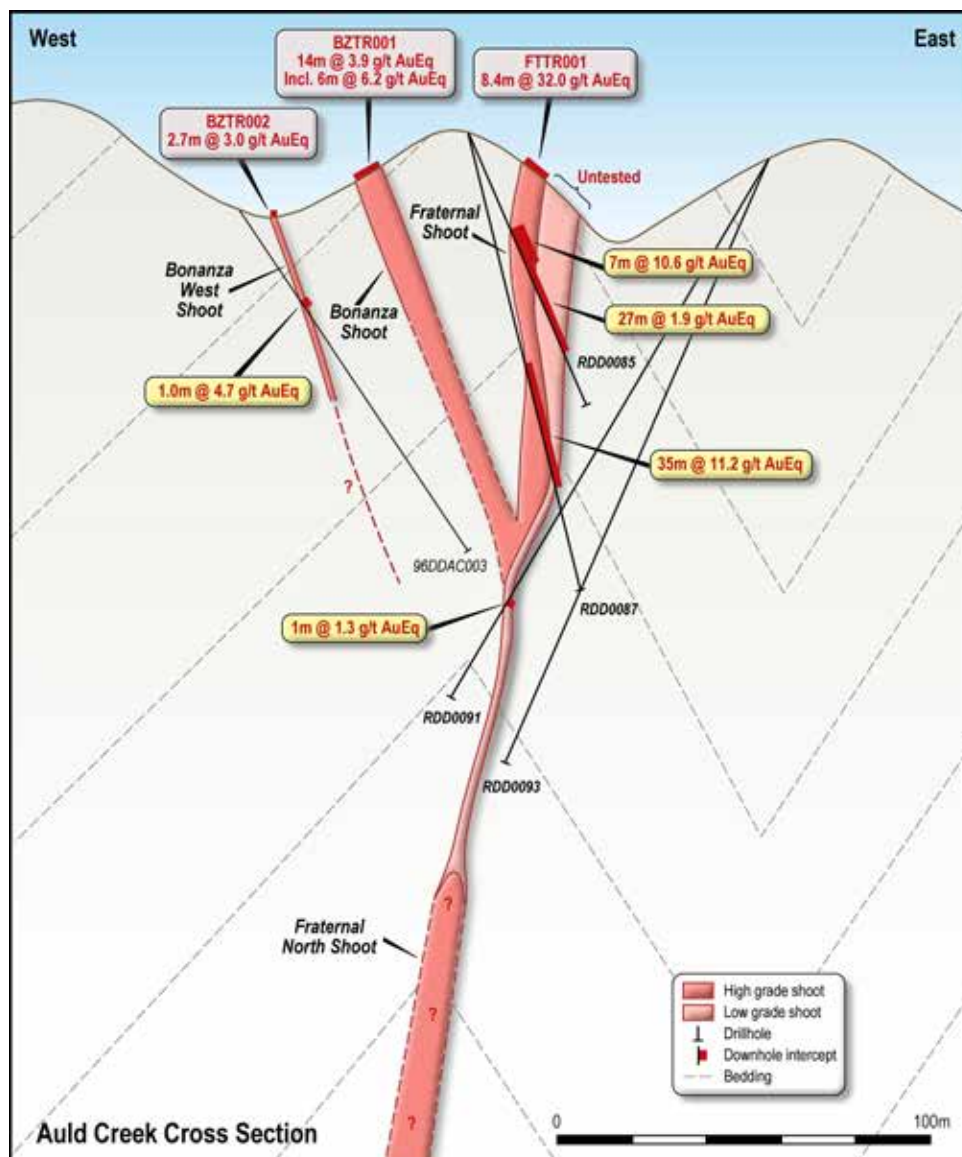 West
East
BZTR001
14m @ 3.9 g/t AuEq
Incl. 6m @ 6.2 g/t AuEq
FTTR001
8.4m @ 32.0 g/t AuEq
BZTR002
2.7m @ 3.0 g/t AuEq
Untested
Fraternal
Shoot
7m @ 10.6 g/t AuEq
Bonanza
West
Shoot
Bonanza
Shoot
27m @ 1.9 g/t AuEq
RDD0085
1.0m @ 4.7 g/t AuEq
35m @ 11.2 g/t AuEq
?
96DDAC003
RDD0087
1m @ 1.3 g/t AuEq
RDD0091
RDD0093
?
Fraternal
North Shoot
?
?
High grade shoot
Low grade shoot
Drillhole
Downhole intercept
Bedding
0
100m
Auld Creek Cross Section